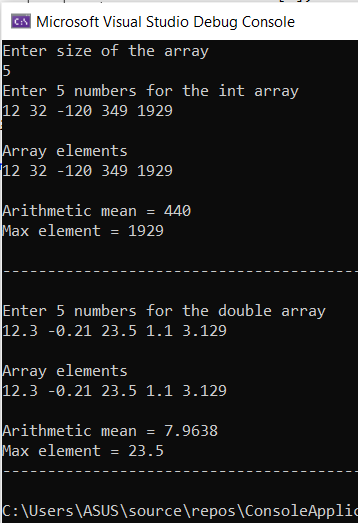 Microsoft Visual Studio Debug Console
Enter size of the array
5
Enter 5 numbers for the int array
12 32 -120 349 1929
Array elements
12 32 -120 349 1929
Arithmetic mean = 440
Max element = 1929
----------------------------------------
Enter 5 numbers for the double array
12.3 -0.21 23.5 1.1 3.129
Array elements
12.3 -0.21 23.5 1.1 3.129
Arithmetic mean = 7.9638
Max element = 23.5
----------------------------------------
C:\Users\ASUS\source\repos\ConsoleApplic